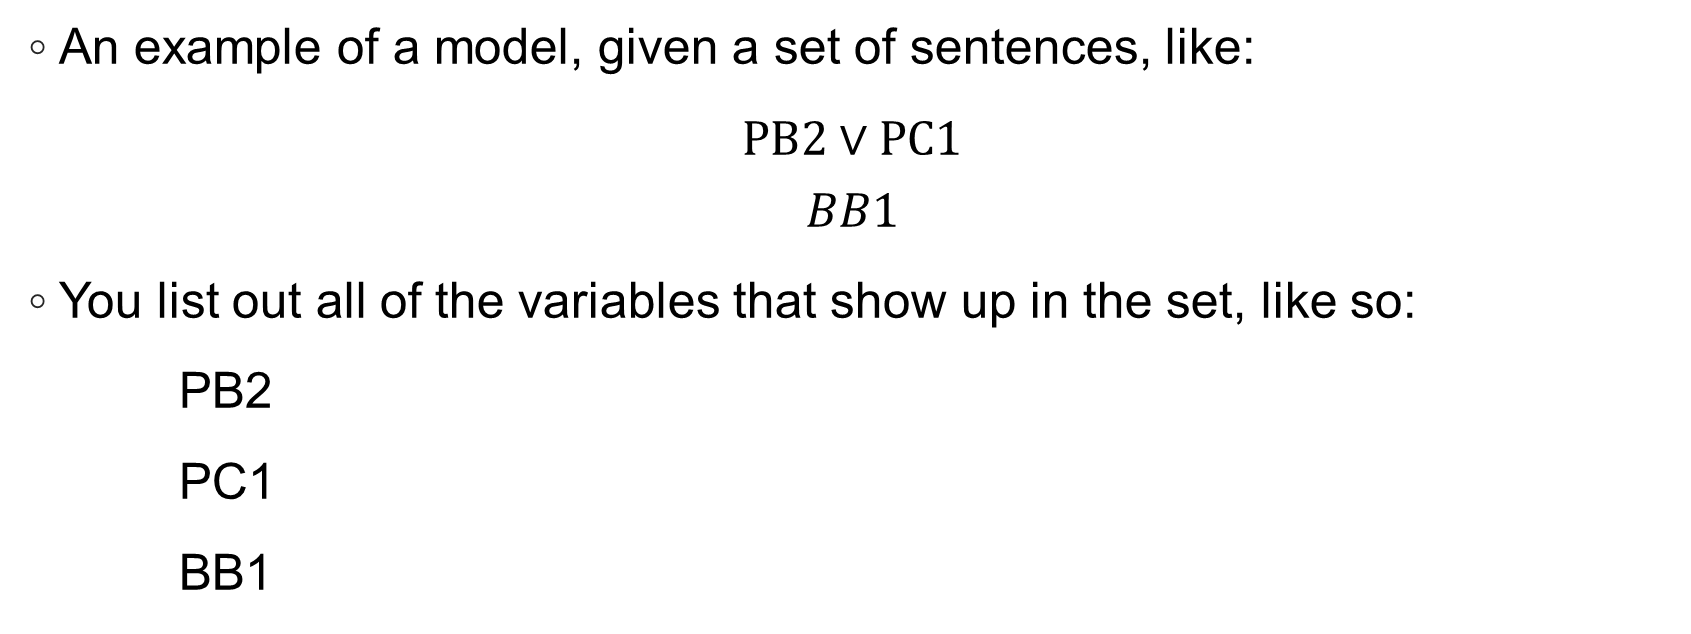 ◦ An example of a model, given a set of sentences, like:
PB2 ∨ PC1
BB1
◦ You list out all of the variables that show up in the set, like so:
PB2
PC1
BB1